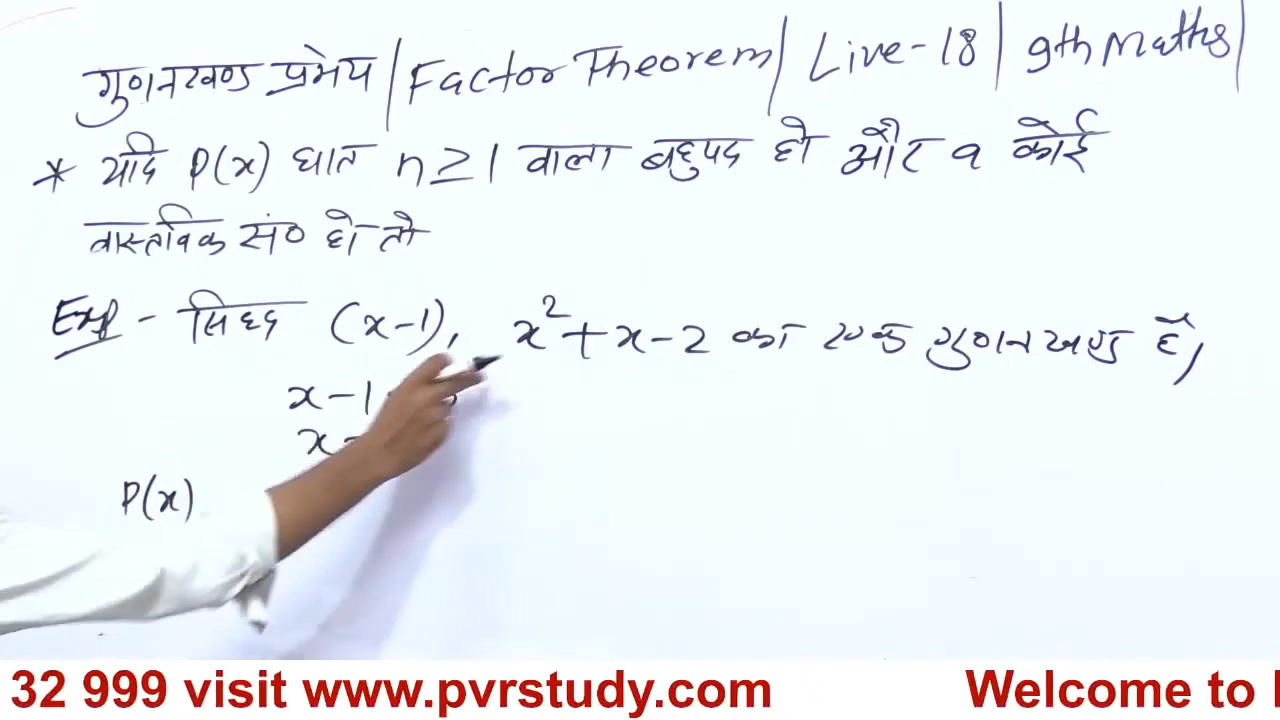 गुणनखण्ड प्रमेय | Factor Theorem | Live-18 | 9th Maths |
* यदि P(x) घात n ≥ 1 वाला बहुपद हो और a कोई
वास्तविक सं० हो तो
Exp - सिद्ध (x-1), x²+x-2 का एक गुणनखण्ड है,
x-1
x-
P(x)
32 999 visit www.pvrstudy.com Welcome to